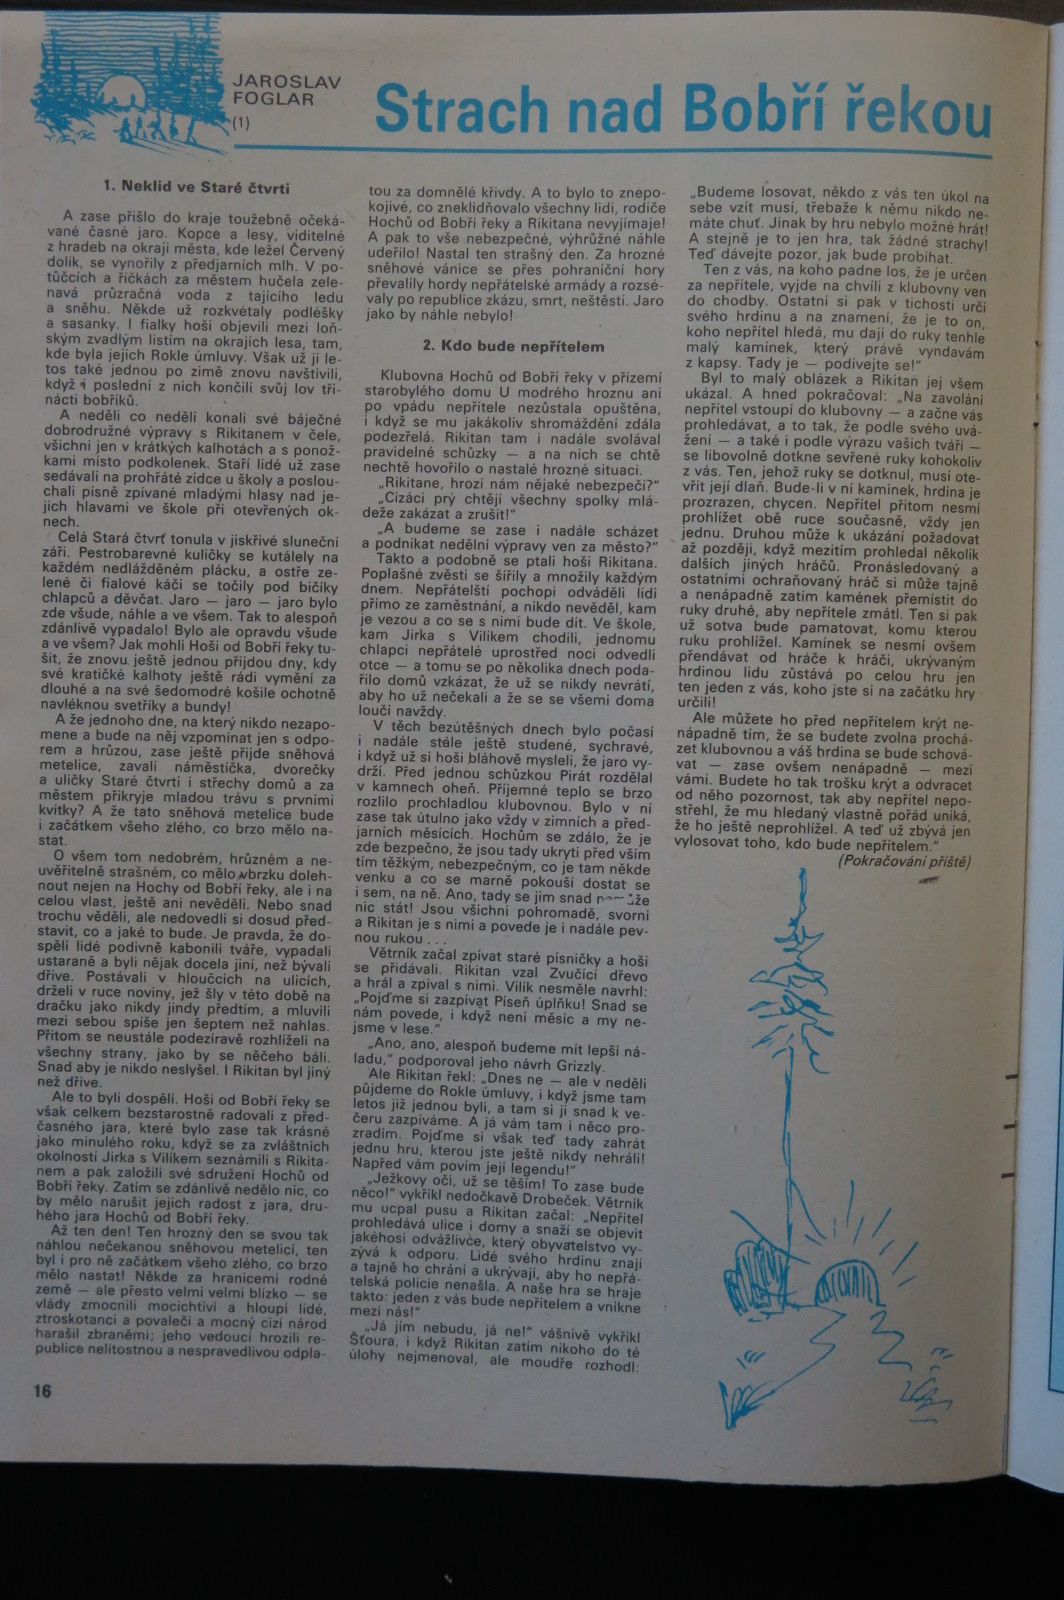 JAROSLAV
FOGLAR
(1)
Strach nad Bobří řekou
1. Neklid ve Staré čtvrti
A zase přišlo do kraje toužebně očeká-
vané časné jaro. Kopce a lesy, viditelné
z hradeb na okraji města, kde ležel Červený
dolík, se vynořily z předjarních mlh. V po-
tůčcích a říčkách za městem hučela zele-
navá průzračná voda z tajícího ledu
a sněhu. Někde už rozkvétaly podléšky
a sasanky. I fialky hoši objevili mezi loň-
ským zvadlým listím na okrajích lesa, tam,
kde byla jejich Rokle úmluvy. Však už ji le-
tos také jednou po zimě znovu navštívili,
když i poslední z nich končili svůj lov tři-
nácti bobříků.
A neděli co neděli konali své báječné
dobrodružné výpravy s Rikitanem v čele,
všichni jen v krátkých kalhotách a s ponož-
kami místo podkolenek. Staří lidé už zase
sedávali na prohřáté zídce u školy a poslou-
chali písně zpívané mladými hlasy nad je-
jich hlavami ve škole při otevřených ok-
nech.
Celá Stará čtvrť tonula v jiskřivé sluneční
záři. Pestrobarevné kuličky se kutálely na
každém nedlážděném plácku, a ostře ze-
lené či fialové káči se točily pod bičíky
chlapců a děvčat. Jaro — jaro — jaro bylo
zde všude, náhle a ve všem. Tak to alespoň
zdánlivě vypadalo! Bylo ale opravdu všude
a ve všem? Jak mohli Hoši od Bobří řeky tu-
šit, že znovu ještě jednou přijdou dny, kdy
své kratičké kalhoty ještě rádi vymění za
dlouhé a na své šedomodré košile ochotně
navléknou svetříky a bundy!
A že jednoho dne, na který nikdo nezapo-
mene a bude na něj vzpomínat jen s odpo-
rem a hrůzou, zase ještě přijde sněhová
metelice, zavalí náměstíčka, dvorečky
a uličky Staré čtvrti i střechy domů a za
městem přikryje mladou trávu s prvními
kvítky? A že tato sněhová metelice bude
i začátkem všeho zlého, co brzo mělo na-
stat.
O všem tom nedobrém, hrůzném a ne-
uvěřitelně strašném, co mělo vbrzku doleh-
nout nejen na Hochy od Bobří řeky, ale i na
celou vlast, ještě ani nevěděli. Nebo snad
trochu věděli, ale nedovedli si dosud před-
stavit, co a jaké to bude. Je pravda, že do-
spělí lidé podivně kabonili tváře, vypadali
ustaraně a byli nějak docela jiní, než bývali
dříve. Postávali v hloučcích na ulicích,
drželi v ruce noviny, jež šly v této době na
dračku jako nikdy jindy předtím, a mluvili
mezi sebou spíše jen šeptem než nahlas.
Přitom se neustále podezíravě rozhlíželi na
všechny strany, jako by se něčeho báli.
Snad aby je nikdo neslyšel. I Rikitan byl jiný
než dříve.
Ale to byli dospělí. Hoši od Bobří řeky se
však celkem bezstarostně radovali z před-
časného jara, které bylo zase tak krásné
jako minulého roku, když se za zvláštních
okolností Jirka s Vilíkem seznámili s Rikita-
nem a pak založili své sdružení Hochů od
Bobří řeky. Zatím se zdánlivě nedělo nic, co
by mělo narušit jejich radost z jara, dru-
hého jara Hochů od Bobří řeky.
Až ten den! Ten hrozný den se svou tak
náhlou nečekanou sněhovou metelicí, ten
byl i pro ně začátkem všeho zlého, co brzo
mělo nastat! Někde za hranicemi rodné
země — ale přesto velmi velmi blízko — se
vlády zmocnili mocichtiví a hloupí lidé,
ztroskotanci a povaleči a mocný cizí národ
harašil zbraněmi; jeho vedoucí hrozili re-
publice nelítostnou a nespravedlivou odpla-
16
tou za domnělé křivdy. A to bylo to znepo-
kojivé, co zneklidňovalo všechny lidi, rodiče
Hochů od Bobří řeky a Rikitana nevyjímaje!
A pak to vše nebezpečné, výhrůžné náhle
udeřilo! Nastal ten strašný den. Za hrozné
sněhové vánice se přes pohraniční hory
převalily hordy nepřátelské armády a rozsé-
valy po republice zkázu, smrt, neštěstí. Jaro
jako by náhle nebylo!
2. Kdo bude nepřítelem
Klubovna Hochů od Bobří řeky v přízemí
starobylého domu U modrého hroznu ani
po vpádu nepřítele nezůstala opuštěna,
i když se mu jakákoliv shromáždění zdála
podezřelá. Rikitan tam i nadále svolával
pravidelné schůzky — a na nich se chtě
nechtě hovořilo o nastalé hrozné situaci.
„Rikitane, hrozí nám nějaké nebezpečí?“
„Cizáci prý chtějí všechny spolky mlá-
deže zakázat a zrušit!“
„A budeme se zase i nadále scházet
a podnikat nedělní výpravy ven za město?“
Takto a podobně se ptali hoši Rikitana.
Poplašné zvěsti se šířily a množily každým
dnem. Nepřátelští pochopi odváděli lidi
přímo ze zaměstnání, a nikdo nevěděl, kam
je vezou a co se s nimi bude dít. Ve škole,
kam Jirka s Vilíkem chodili, jednomu
chlapci nepřátelé uprostřed noci odvedli
otce — a tomu se po několika dnech poda-
řilo domů vzkázat, že už se nikdy nevrátí,
aby ho už nečekali a že se se všemi doma
loučí navždy.
V těch bezútěšných dnech bylo počasí
i nadále stále ještě studené, sychravé,
i když už si hoši bláhově mysleli, že jaro vy-
drží. Před jednou schůzkou Pirát rozdělal
v kamnech oheň. Příjemné teplo se brzo
rozlilo prochladlou klubovnou. Bylo v ní
zase tak útulno jako vždy v zimních a před-
jarních měsících. Hochům se zdálo, že je
zde bezpečno, že jsou tady ukryti před vším
tím těžkým, nebezpečným, co je tam někde
venku a co se marně pokouší dostat se
i sem, na ně. Ano, tady se jim snad
nic stát! Jsou všichni pohromadě, svorní
a Rikitan je s nimi a povede je i nadále pev-
nou rukou . . .
Větrník začal zpívat staré písničky a hoši
se přidávali. Rikitan vzal Zvučící dřevo
a hrál a zpíval s nimi. Vilík nesměle navrhl:
„Pojďme si zazpívat Píseň úplňku! Snad se
nám povede, i když není měsíc a my ne-
jsme v lese.“
„Ano, ano, alespoň budeme mít lepší ná-
ladu,“ podporoval jeho návrh Grizzly.
Ale Rikitan řekl: „Dnes ne — ale v neděli
půjdeme do Rokle úmluvy, i když jsme tam
letos již jednou byli, a tam si ji snad k ve-
čeru zazpíváme. A já vám tam i něco pro-
zradím. Pojďme si však teď tady zahrát
jednu hru, kterou jste ještě nikdy nehráli!
Napřed vám povím její legendu!“
„Ježkovy oči, už se těším! To zase bude
něco!“ vykřikl nedočkavě Drobeček. Větrník
mu ucpal pusu a Rikitan začal: „Nepřítel
prohledává ulice i domy a snaží se objevit
jakéhosi odvážlivce, který obyvatelstvo vy-
zývá k odporu. Lidé svého hrdinu znají
a tajně ho chrání a ukrývají, aby ho nepřá-
telská policie nenašla. A naše hra se hraje
takto: jeden z vás bude nepřítelem a vnikne
mezi nás!“
„Já jím nebudu, já ne!“ vášnivě vykřikl
Šťoura, i když Rikitan zatím nikoho do té
úlohy nejmenoval, ale moudře rozhodl:
„Budeme losovat, někdo z vás ten úkol na
sebe vzít musí, třebaže k němu nikdo ne-
máte chuť. Jinak by hru nebylo možné hrát!
A stejně je to jen hra, tak žádné strachy!
Teď dávejte pozor, jak bude probíhat.
Ten z vás, na koho padne los, že je určen
za nepřítele, vyjde na chvíli z klubovny ven
do chodby. Ostatní si pak v tichosti určí
svého hrdinu a na znamení, že je to on,
koho nepřítel hledá, mu dají do ruky tenhle
malý kamínek, který právě vyndavám
z kapsy. Tady je — podívejte se!“
Byl to malý oblázek a Rikitan jej všem
ukázal. A hned pokračoval: „Na zavolání
nepřítel vstoupí do klubovny — a začne vás
prohledávat, a to tak, že podle svého uvá-
žení — a také i podle výrazu vašich tváří —
se libovolně dotkne sevřené ruky kohokoliv
z vás. Ten, jehož ruky se dotknul, musí ote-
vřít její dlaň. Bude-li v ní kamínek, hrdina je
prozrazen, chycen. Nepřítel přitom nesmí
prohlížet obě ruce současně, vždy jen
jednu. Druhou může k ukázání požadovat
až později, když mezitím prohledal několik
dalších jiných hráčů. Pronásledovaný a
ostatními ochraňovaný hráč si může tajně
a nenápadně zatím kamének přemístit do
ruky druhé, aby nepřítele zmátl. Ten si pak
už sotva bude pamatovat, komu kterou
ruku prohlížel. Kamínek se nesmí ovšem
přendávat od hráče k hráči, ukrývaným
hrdinou lidu zůstává po celou hru jen
ten jeden z vás, koho jste si na začátku hry
určili!
Ale můžete ho před nepřítelem krýt ne-
nápadně tím, že se budete zvolna prochá-
zet klubovnou a váš hrdina se bude schová-
vat — zase ovšem nenápadně — mezi
vámi. Budete ho tak trošku krýt a odvracet
od něho pozornost, tak aby nepřítel nepo-
střehl, že mu hledaný vlastně pořád uniká,
že ho ještě neprohlížel. A teď už zbývá jen
vylosovat toho, kdo bude nepřítelem.“
(Pokračování příště)